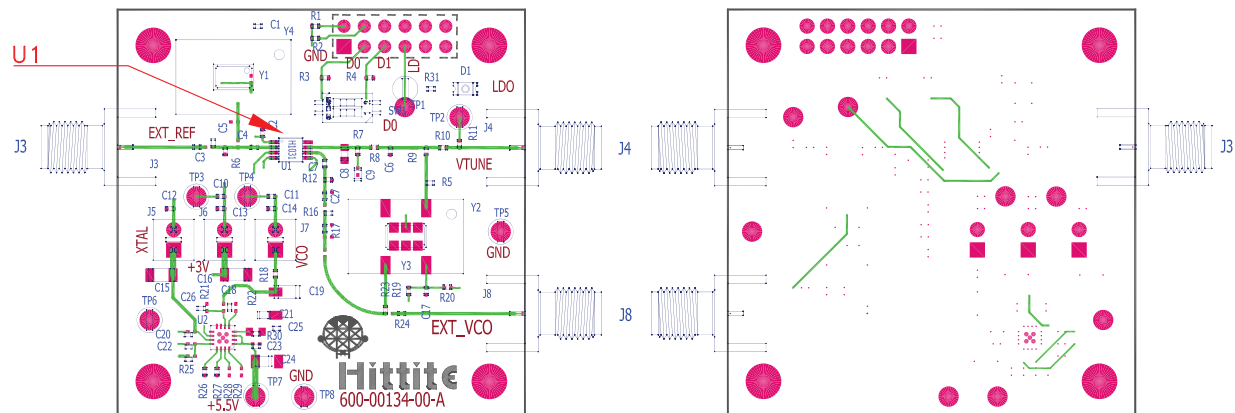 U1
R1
C1
Y4
R2
GND
D0
D1
LD
R3
R4
R31
D1
LDO
Y1
TP1
D0
TP2
C5
C4
R11
J4
EXT_REF
R7
J3
J3
C3
R6
U1
R8
C6
R9
R10
VTUNE
J4
J3
R12
C8
C9
R5
TP3
C10
TP4
C11
C12
C13
C14
C27
J5
J6
J7
R16
R17
Y2
TP5
XTAL
VCO
GND
+3V
C16
R18
Y3
C15
C18
R22
R21
C19
R23
R19
C17
R20
J8
TP6
C26
U2
C21
C25
R24
EXT_VCO
J8
C20
C22
R30
C23
R25
C24
Hittite
R26
R27
R28
R29
TP7
GND
TP8
+5.5V
600-00134-00-A